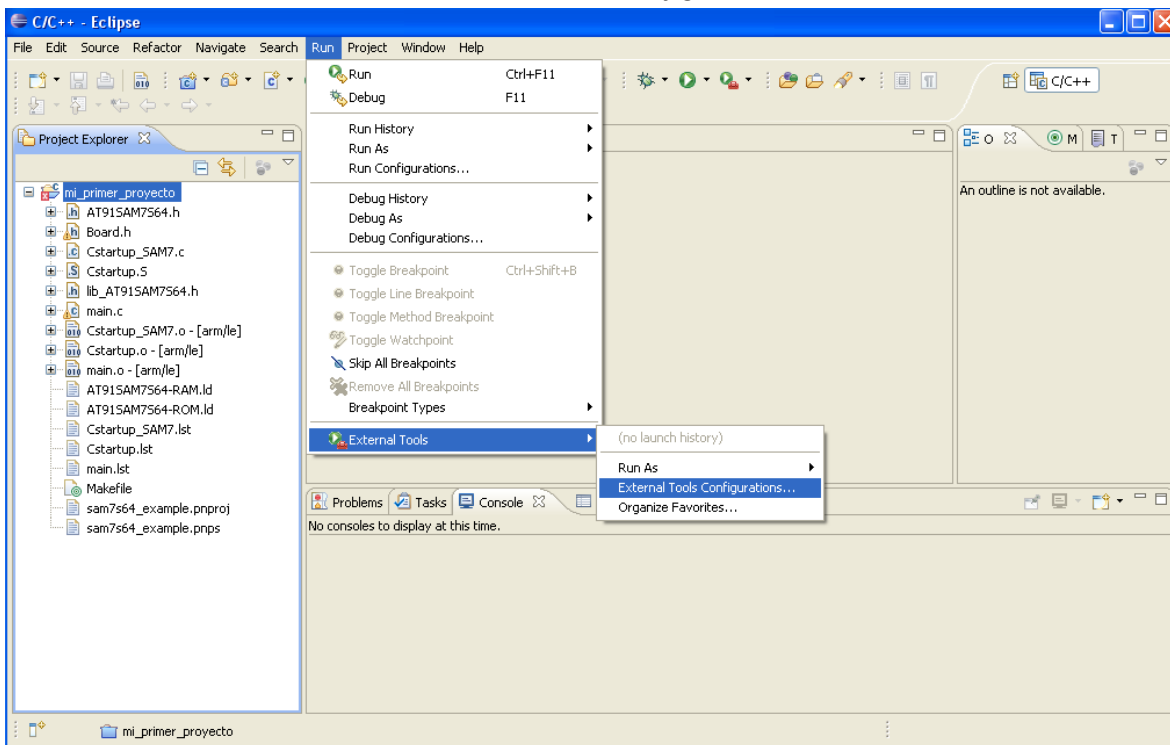 C/C++ - Eclipse
File Edit Source Refactor Navigate Search Run Project Window Help
Run Ctrl+F11
Debug F11
Run History
Run As
Run Configurations...
Debug History
Debug As
Debug Configurations...
Toggle Breakpoint Ctrl+Shift+B
Toggle Line Breakpoint
Toggle Method Breakpoint
Toggle Watchpoint
Skip All Breakpoints
Remove All Breakpoints
Breakpoint Types
External Tools
(no launch history)
Run As
External Tools Configurations...
Organize Favorites...
C/C++
Project Explorer
mi_primer_proyecto
AT91SAM7S64.h
Board.h
Cstartup_SAM7.c
Cstartup.S
lib_AT91SAM7S64.h
main.c
Cstartup_SAM7.o - [arm/le]
Cstartup.o - [arm/le]
main.o - [arm/le]
AT91SAM7S64-RAM.ld
AT91SAM7S64-ROM.ld
Cstartup_SAM7.lst
Cstartup.lst
main.lst
Makefile
sam7s64_example.pnproj
sam7s64_example.pnps
O M T
An outline is not available.
Problems Tasks Console
No consoles to display at this time.
mi_primer_proyecto